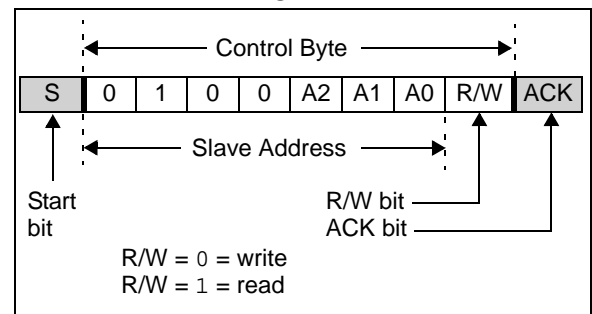 Control Byte
S 0 1 0 0 A2 A1 A0 R/W ACK
Slave Address
Start
bit
R/W bit
ACK bit
R/W = 0 = write
R/W = 1 = read